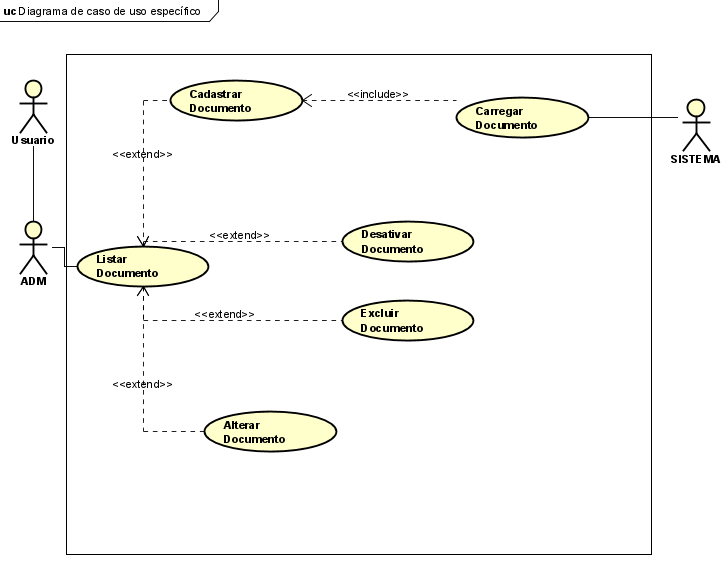 uc Diagrama de caso de uso específico
Cadastrar
Documento
<<include>>
Carregar
Documento
Usuario
SISTEMA
<<extend>>
<<extend>>
Desativar
Documento
Listar
Documento
ADM
<<extend>>
Excluir
Documento
<<extend>>
Alterar
Documento